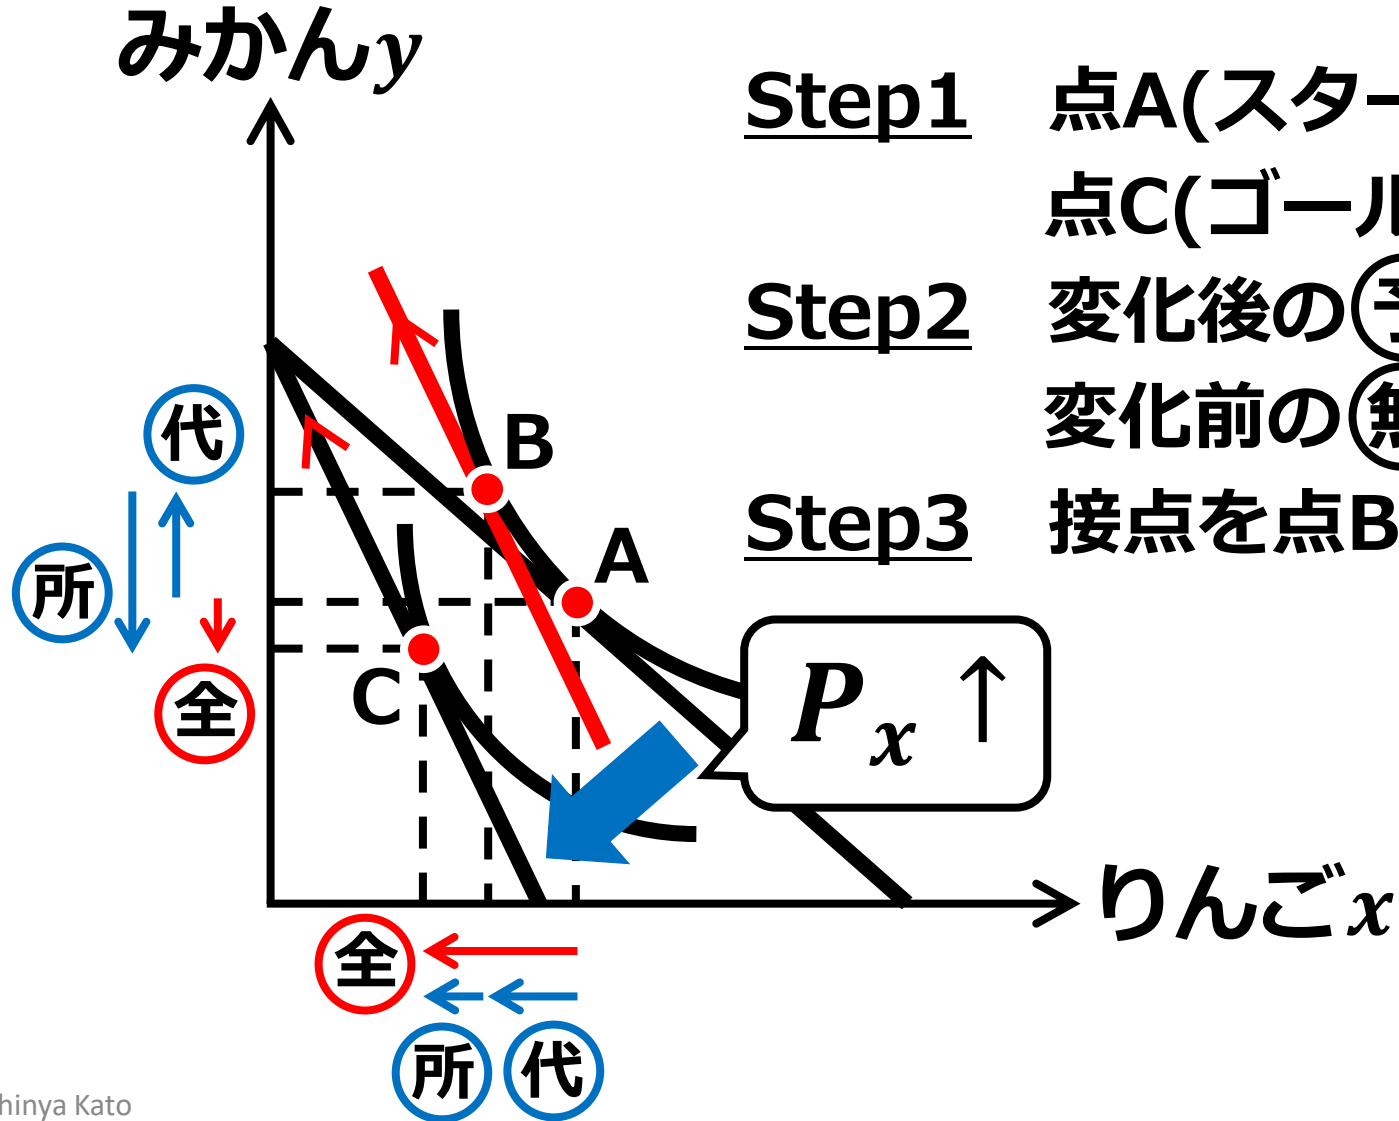 みかんy
Step1 点A(スター
点C(ゴール
Step2 変化後の
変化前の
Step3 接点を点B
代
所
全
B
A
C
Px ↑
りんごx
全
所
代
hinya Kato